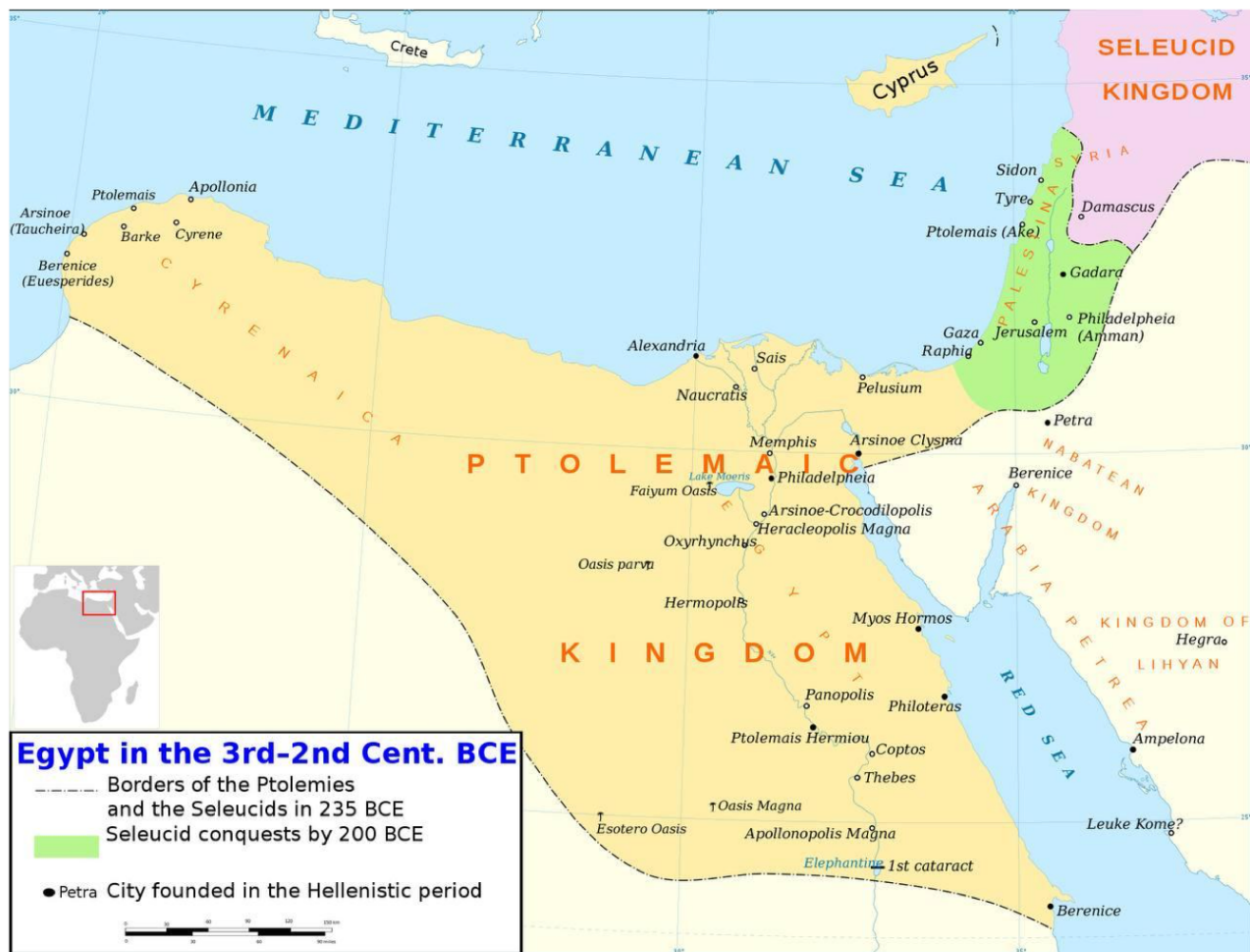 Crete
Cyprus
SELEUCID
KINGDOM
MEDITERRANEAN SEA
SYRIA
PALESTINA
Sidon
Tyre
Damascus
Ptolemais (Ake)
Gadara
Philadelpheia
(Amman)
Jerusalem
Gaza
Raphia
Apollonia
Ptolemais
Arsinoe
(Taucheira)
Barke
Cyrene
Berenice
(Euesperides)
CYRENAICA
Alexandria
Sais
Naucratis
Pelusium
Petra
NABATEAN
KINGDOM
Memphis
Arsinoe Clysma
PTOLEMAIC
KINGDOM
Lake Moeris
Philadelpheia
Faiyum Oasis
Berenice
ARABIA PETREA
Arsinoe-Crocodilopolis
Heracleopolis Magna
EGYPT
Oxyrhynchus
Oasis parva
Hermopolis
Myos Hormos
KINGDOM OF
LIHYAN
Hegra
RED SEA
Panopolis
Philoteras
Ptolemais Hermiou
Coptos
Ampelona
Thebes
Oasis Magna
Esotero Oasis
Apollonopolis Magna
Leuke Kome?
Elephantine
1st cataract
Berenice
Egypt in the 3rd–2nd Cent. BCE
Borders of the Ptolemies
and the Seleucids in 235 BCE
Seleucid conquests by 200 BCE
Petra
City founded in the Hellenistic period